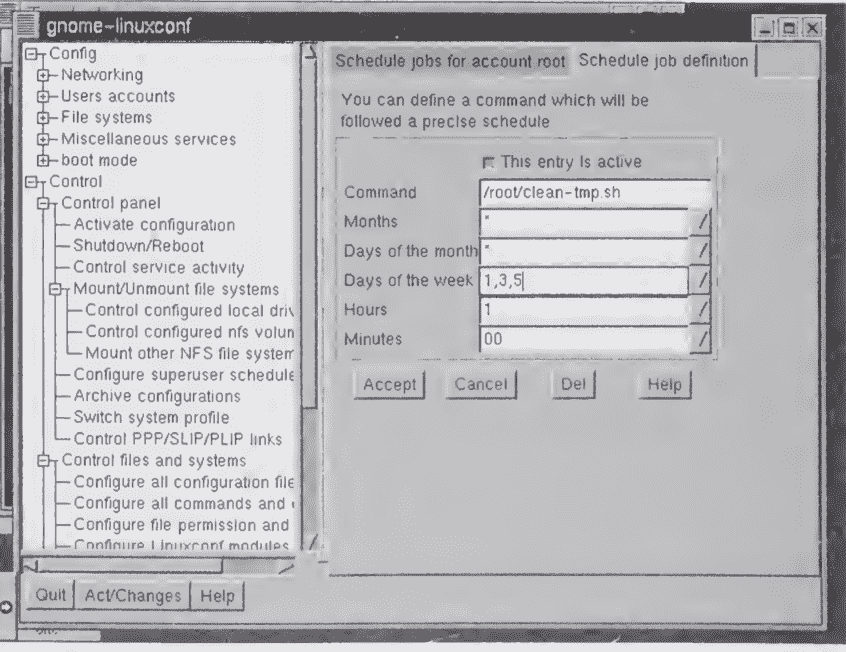 gnome-linuxconf
Config
Networking
Users accounts
File systems
Miscellaneous services
boot mode
Control
Control panel
Activate configuration
Shutdown/Reboot
Control service activity
Mount/Unmount file systems
Control configured local driv
Control configured nfs volun
Mount other NFS file system
Configure superuser schedule
Archive configurations
Switch system profile
Control PPP/SLIP/PLIP links
Control files and systems
Configure all configuration file
Configure all commands and
Configure file permission and
Configure Linuxconf modules
Quit Act/Changes Help
Schedule jobs for account root Schedule job definition
You can define a command which will be
followed a precise schedule
This entry is active
Command /root/clean-tmp.sh
Months *
Days of the month *
Days of the week 1,3,5
Hours 1
Minutes 00
Accept Cancel Del Help